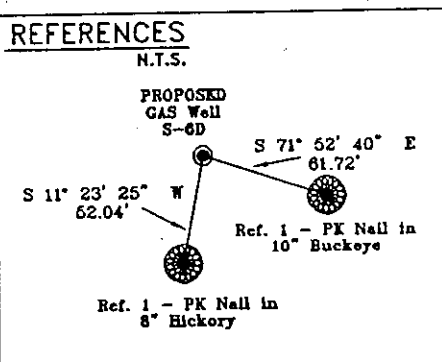 REFERENCES
N.T.S.
PROPOSED
GAS Well
S-6D
S 71° 52' 40" E
61.72'
S 11° 23' 25" W
52.04'
Ref. 1 - PK Nail in
10" Buckeye
Ref. 1 - PK Nail in
8" Hickory